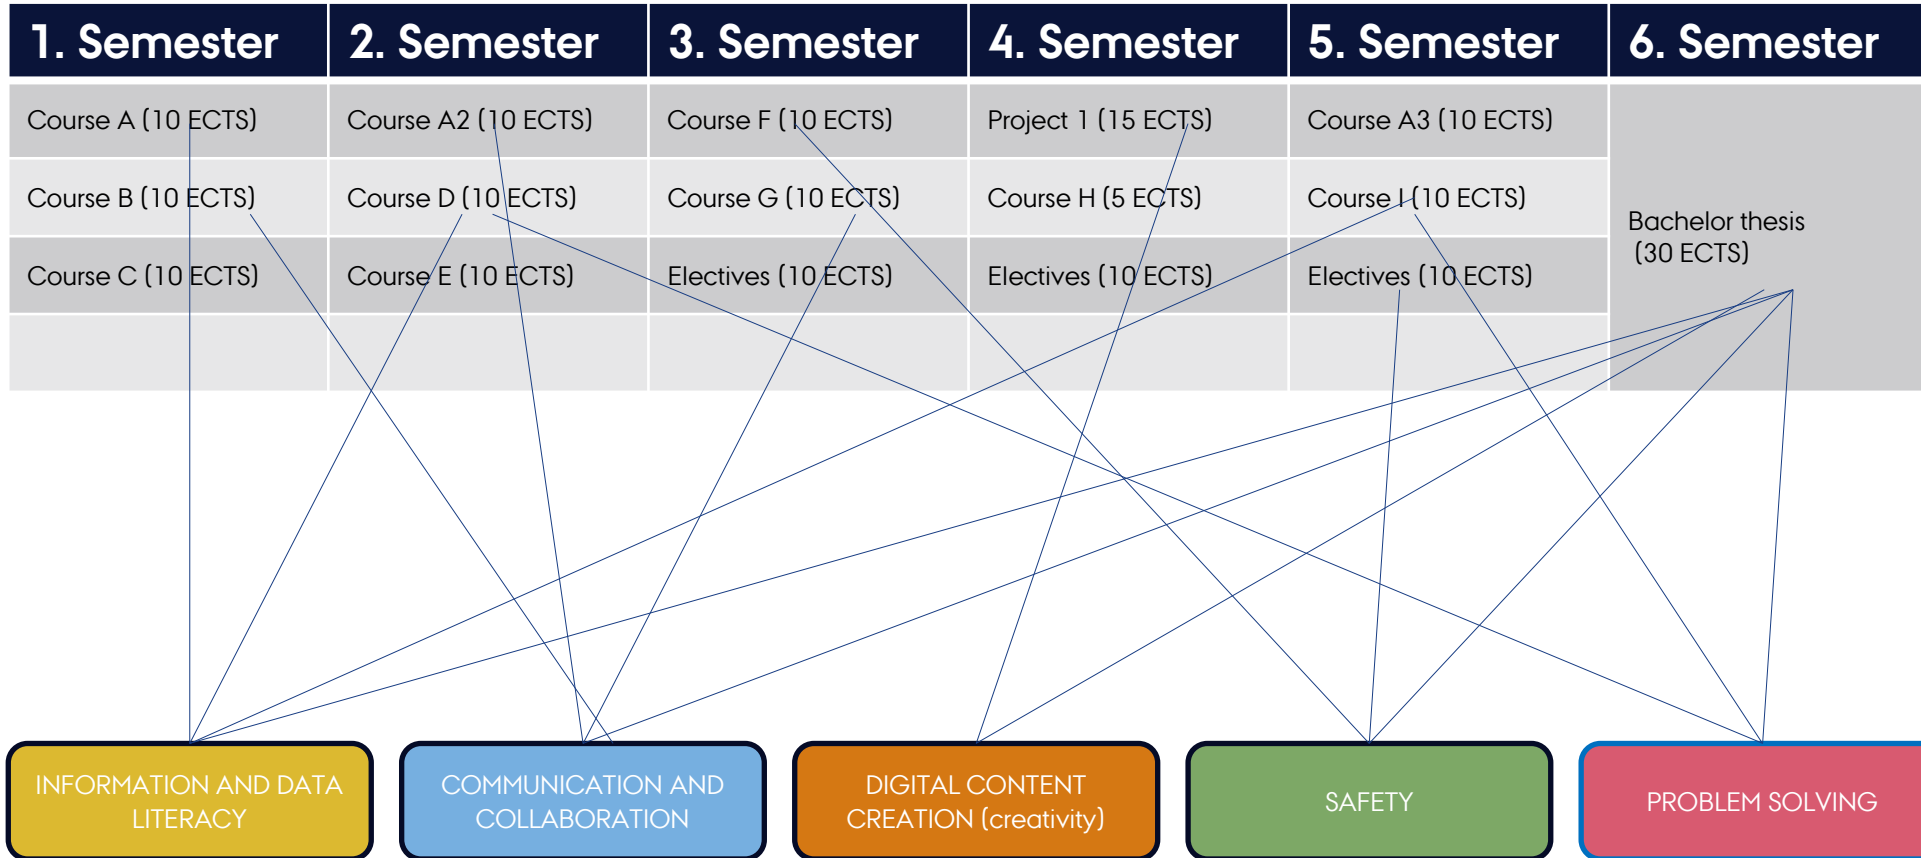 1. Semester 2. Semester 3. Semester 4. Semester 5. Semester 6. Semester
Course A (10 ECTS) Course A2 (10 ECTS) Course F (10 ECTS) Project 1 (15 ECTS) Course A3 (10 ECTS)
Course B (10 ECTS) Course D (10 ECTS) Course G (10 ECTS) Course H (5 ECTS) Course I (10 ECTS)
Bachelor thesis
(30 ECTS)
Course C (10 ECTS) Course E (10 ECTS) Electives (10 ECTS) Electives (10 ECTS) Electives (10 ECTS)
INFORMATION AND DATA
LITERACY
COMMUNICATION AND
COLLABORATION
DIGITAL CONTENT
CREATION (creativity)
SAFETY
PROBLEM SOLVING